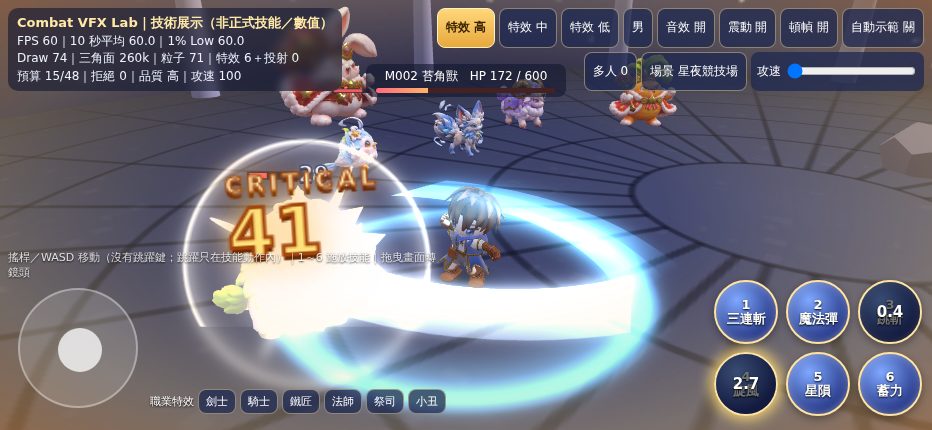 Combat VFX Lab｜技術展示（非正式技能／數值）
FPS 60｜10 秒平均 60.0｜1% Low 60.0
Draw 74｜三角面 260k｜粒子 71｜特效 6＋投射 0
預算 15/48｜拒絕 0｜品質 高｜攻速 100
特效 高
特效 中
特效 低
男
音效 開
震動 開
頓幀 開
自動示範 關
多人 0
場景 星夜競技場
攻速
M002 苔角獸 HP 172 / 600
CRITICAL
41
搖桿／WASD 移動（沒有跳躍鍵；跳躍只在技能動作內）｜1～6 施放技能｜拖曳畫面轉
鏡頭
1
三連斬
2
魔法彈
3
0.4
4
2.7
旋風
5
星隕
6
蓄力
職業特效
劍士
騎士
鐵匠
法師
祭司
小丑